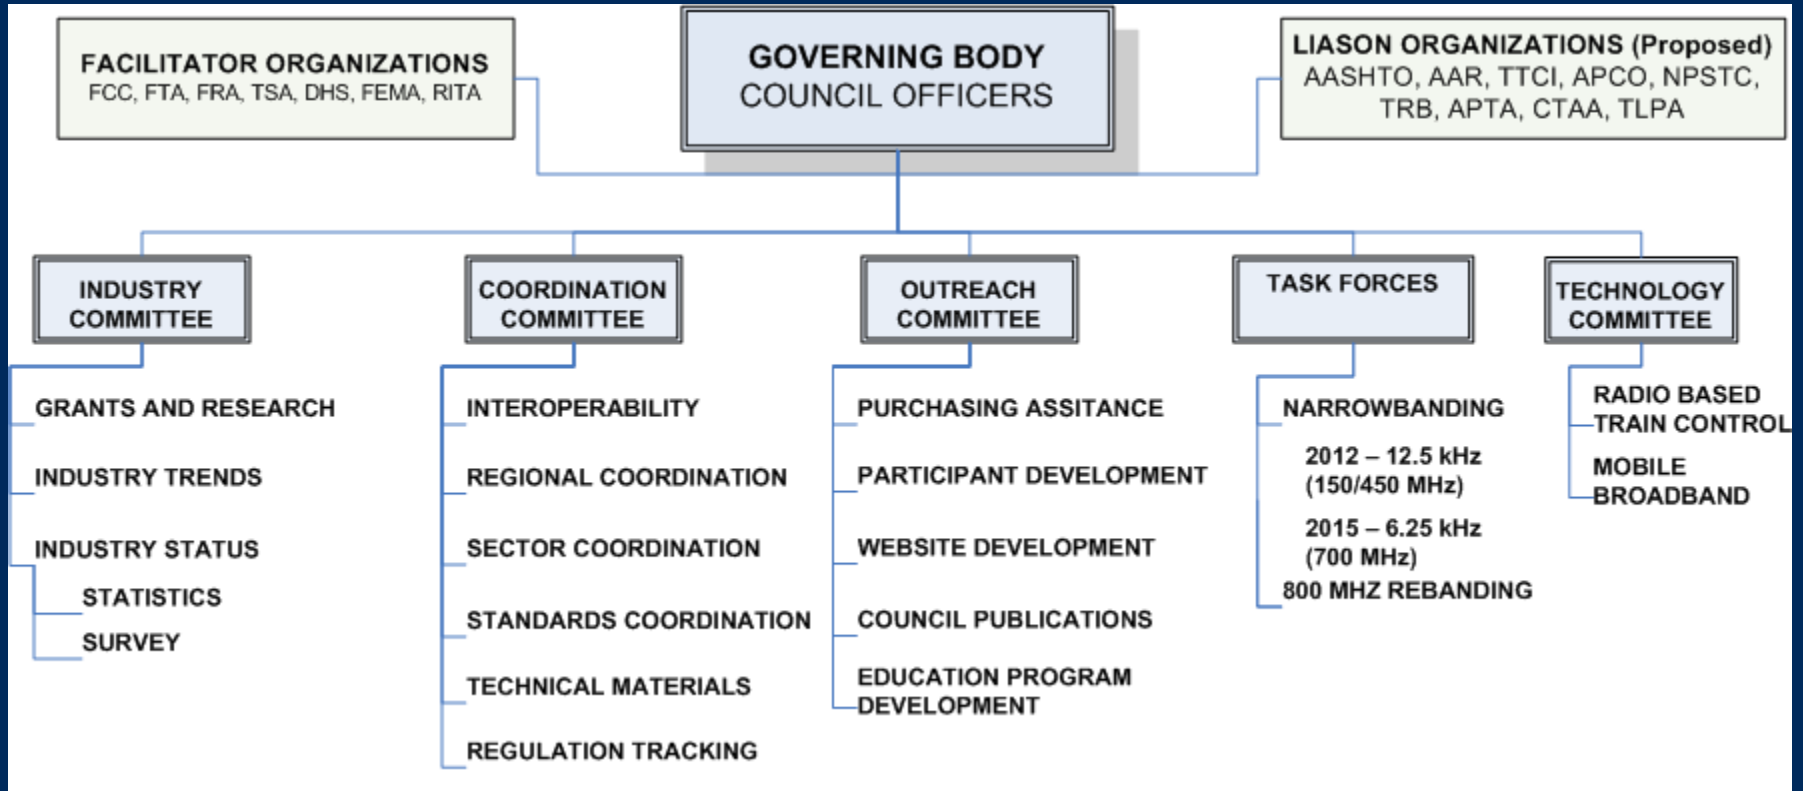 FACILITATOR ORGANIZATIONS
FCC, FTA, FRA, TSA, DHS, FEMA, RITA
GOVERNING BODY
COUNCIL OFFICERS
LIASON ORGANIZATIONS (Proposed)
AASHTO, AAR, TTCI, APCO, NPSTC,
TRB, APTA, CTAA, TLPA
INDUSTRY
COMMITTEE
GRANTS AND RESEARCH
INDUSTRY TRENDS
INDUSTRY STATUS
STATISTICS
SURVEY
COORDINATION
COMMITTEE
INTEROPERABILITY
REGIONAL COORDINATION
SECTOR COORDINATION
STANDARDS COORDINATION
TECHNICAL MATERIALS
REGULATION TRACKING
OUTREACH
COMMITTEE
PURCHASING ASSITANCE
PARTICIPANT DEVELOPMENT
WEBSITE DEVELOPMENT
COUNCIL PUBLICATIONS
EDUCATION PROGRAM
DEVELOPMENT
TASK FORCES
NARROWBANDING
2012 – 12.5 kHz
(150/450 MHz)
2015 – 6.25 kHz
(700 MHz)
800 MHZ REBANDING
TECHNOLOGY
COMMITTEE
RADIO BASED
TRAIN CONTROL
MOBILE
BROADBAND